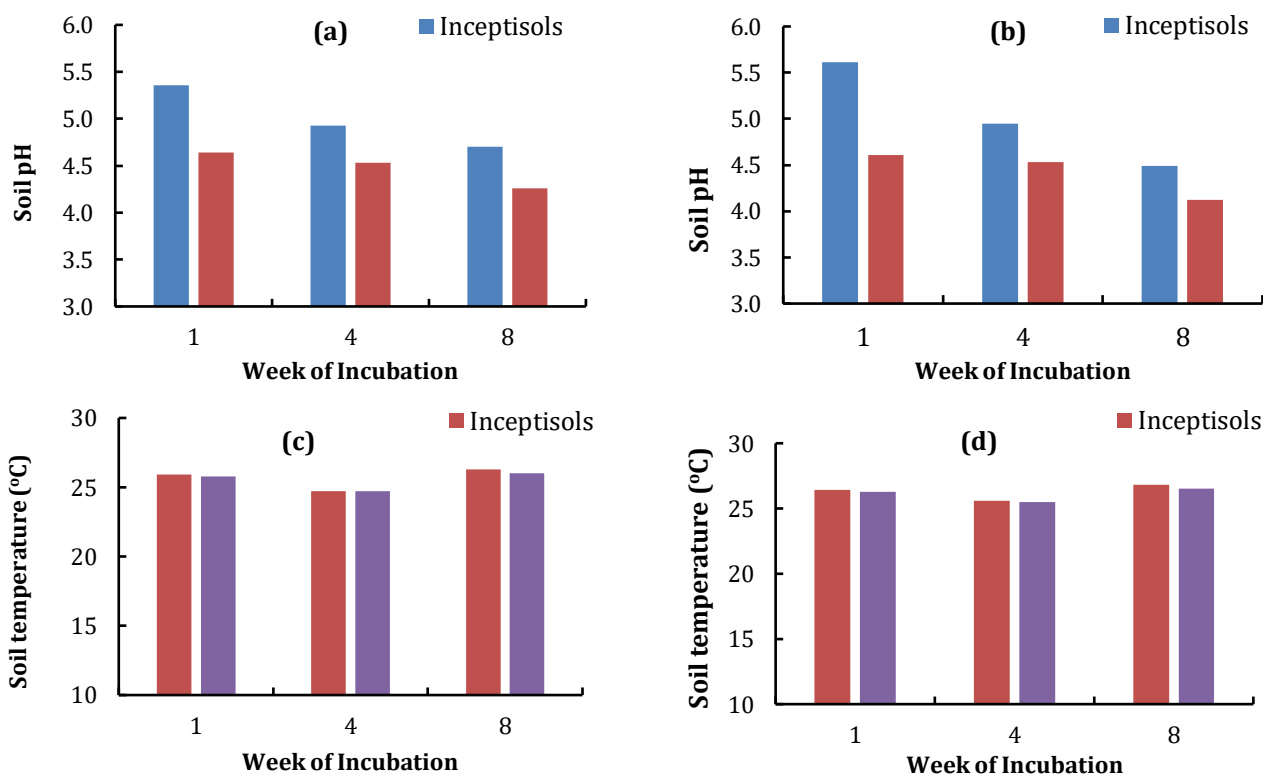 (a)
Inceptisols
6.0
5.5
5.0
4.5
4.0
3.5
3.0
Soil pH
1 4 8
Week of Incubation
(b)
Inceptisols
6.0
5.5
5.0
4.5
4.0
3.5
3.0
Soil pH
1 4 8
Week of Incubation
(c)
Inceptisols
30
25
20
15
10
Soil temperature (°C)
1 4 8
Week of Incubation
(d)
Inceptisols
30
25
20
15
10
Soil temperature (°C)
1 4 8
Week of Incubation